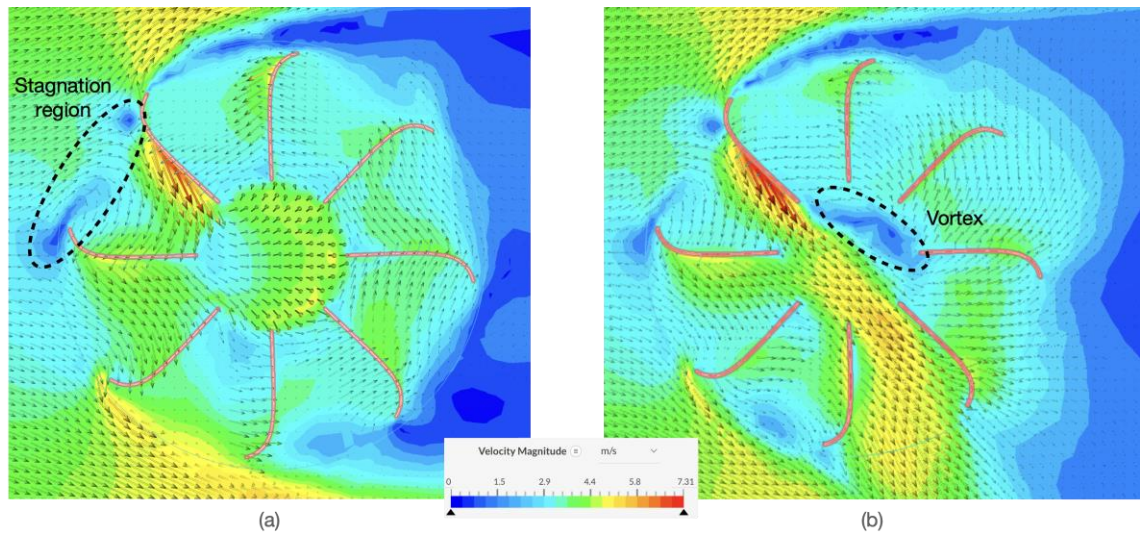 Stagnation
region
Vortex
Velocity Magnitude m/s
0 1.5 2.9 4.4 5.8 7.31
(a) (b)